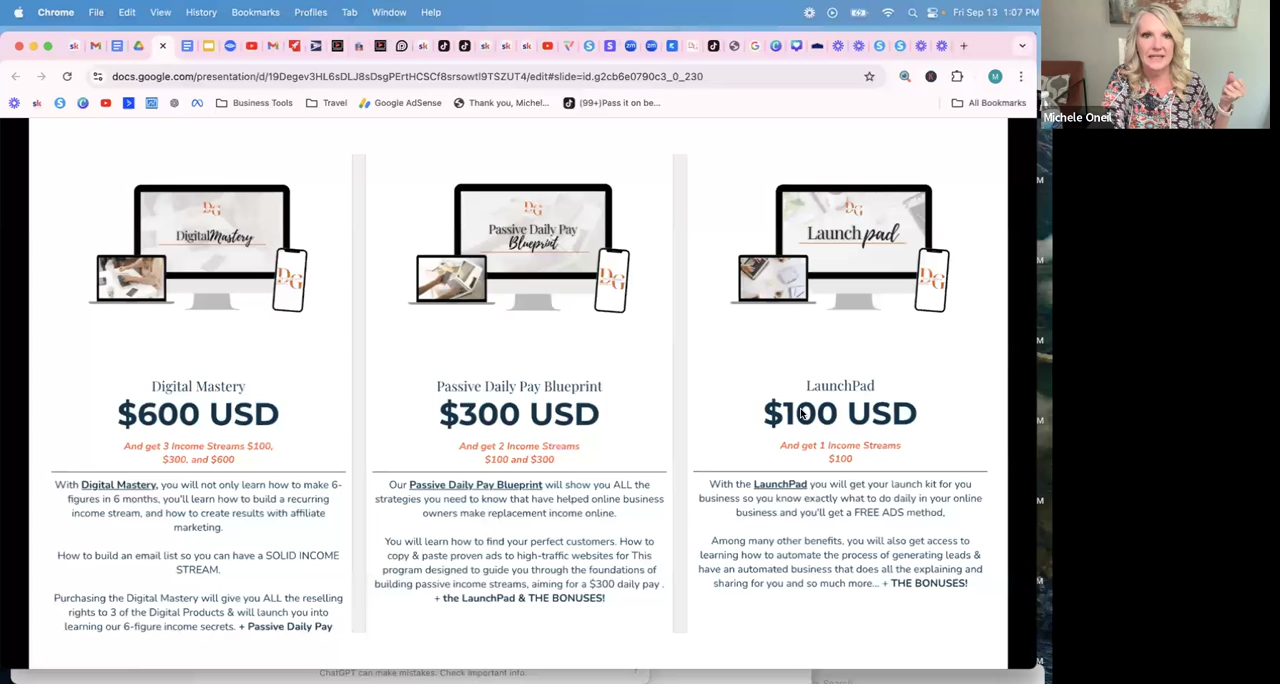 Chrome File Edit View History Bookmarks Profiles Tab Window Help
Fri Sep 13 1:07 PM
docs.google.com/presentation/d/19Degev3HL6sDLJ8sDsgPErtHCSCf8srsowtI9TSZUT4/edit#slide=id.g2cb6e0790c3_0_230
M
Business Tools Travel Google AdSense Thank you, Michel... (99+)Pass it on be... All Bookmarks
Michele Oneil
DG
DigitalMastery
DG
DG
Passive Daily Pay
Blueprint
DG
DG
Launch pad
DG
Digital Mastery
$600 USD
And get 3 Income Streams $100,
$300, and $600
With Digital Mastery, you will not only learn how to make 6-
figures in 6 months, you'll learn how to build a recurring
income stream, and how to create results with affiliate
marketing.
How to build an email list so you can have a SOLID INCOME
STREAM.
Purchasing the Digital Mastery will give you ALL the reselling
rights to 3 of the Digital Products & will launch you into
learning our 6-figure income secrets. + Passive Daily Pay
Passive Daily Pay Blueprint
$300 USD
And get 2 Income Streams
$100 and $300
Our Passive Daily Pay Blueprint will show you ALL the
strategies you need to know that have helped online business
owners make replacement income online.
You will learn how to find your perfect customers. How to
copy & paste proven ads to high-traffic websites for This
program designed to guide you through the foundations of
building passive income streams, aiming for a $300 daily pay .
+ the LaunchPad & THE BONUSES!
LaunchPad
$100 USD
And get 1 Income Streams
$100
With the LaunchPad you will get your launch kit for you
business so you know exactly what to do daily in your online
business and you'll get a FREE ADS method,
Among many other benefits, you will also get access to
learning how to automate the process of generating leads &
have an automated business that does all the explaining and
sharing for you and so much more... + THE BONUSES!
ChatGPT can make mistakes. Check important info.
Search